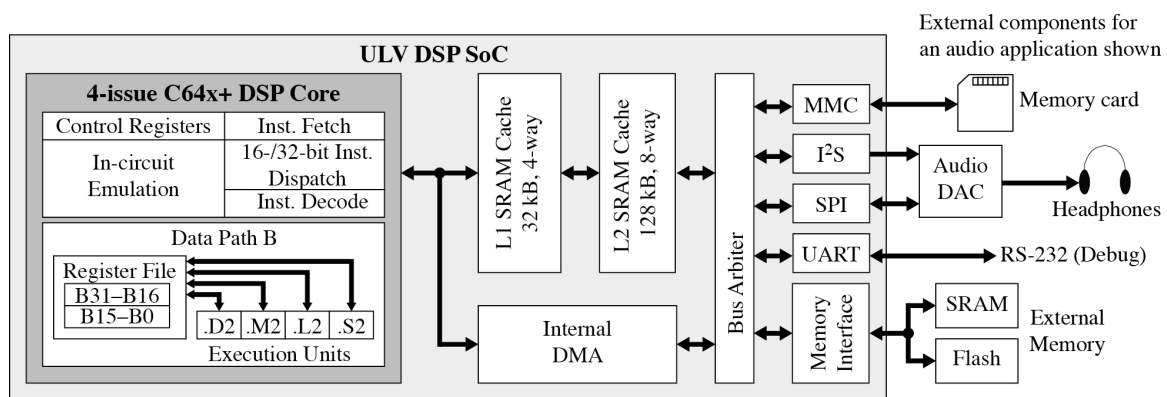 External components for
an audio application shown
ULV DSP SoC
4-issue C64x+ DSP Core
Control Registers
Inst. Fetch
In-circuit
Emulation
16-/32-bit Inst.
Dispatch
Inst. Decode
Data Path B
Register File
B31–B16
B15–B0
.D2 .M2 .L2 .S2
Execution Units
L1 SRAM Cache
32 kB, 4-way
L2 SRAM Cache
128 kB, 8-way
Internal
DMA
Bus Arbiter
MMC
I²S
SPI
UART
Memory
Interface
Memory card
Audio
DAC
Headphones
RS-232 (Debug)
SRAM
Flash
External
Memory